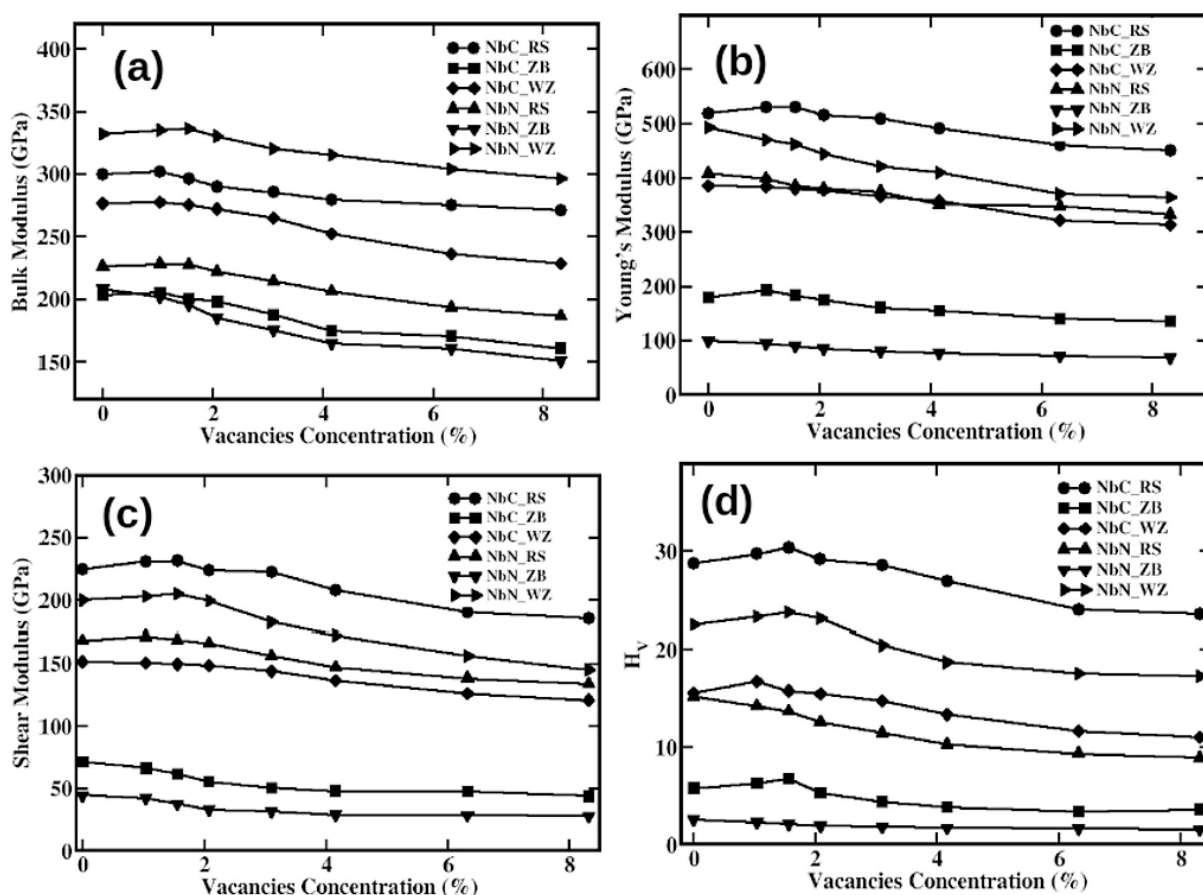 (a)
NbC_RS
NbC_ZB
NbC_WZ
NbN_RS
NbN_ZB
NbN_WZ
400
350
300
250
200
150
Bulk Modulus (GPa)
0 2 4 6 8
Vacancies Concentration (%)
(b)
NbC_RS
NbC_ZB
NbC_WZ
NbN_RS
NbN_ZB
NbN_WZ
600
500
400
300
200
100
0
Young's Modulus (GPa)
0 2 4 6 8
Vacancies Concentration (%)
(c)
NbC_RS
NbC_ZB
NbC_WZ
NbN_RS
NbN_ZB
NbN_WZ
300
250
200
150
100
50
0
Shear Modulus (GPa)
0 2 4 6 8
Vacancies Concentration (%)
(d)
NbC_RS
NbC_ZB
NbC_WZ
NbN_RS
NbN_ZB
NbN_WZ
30
20
10
0
HV
0 2 4 6 8
Vacancies Concentration (%)